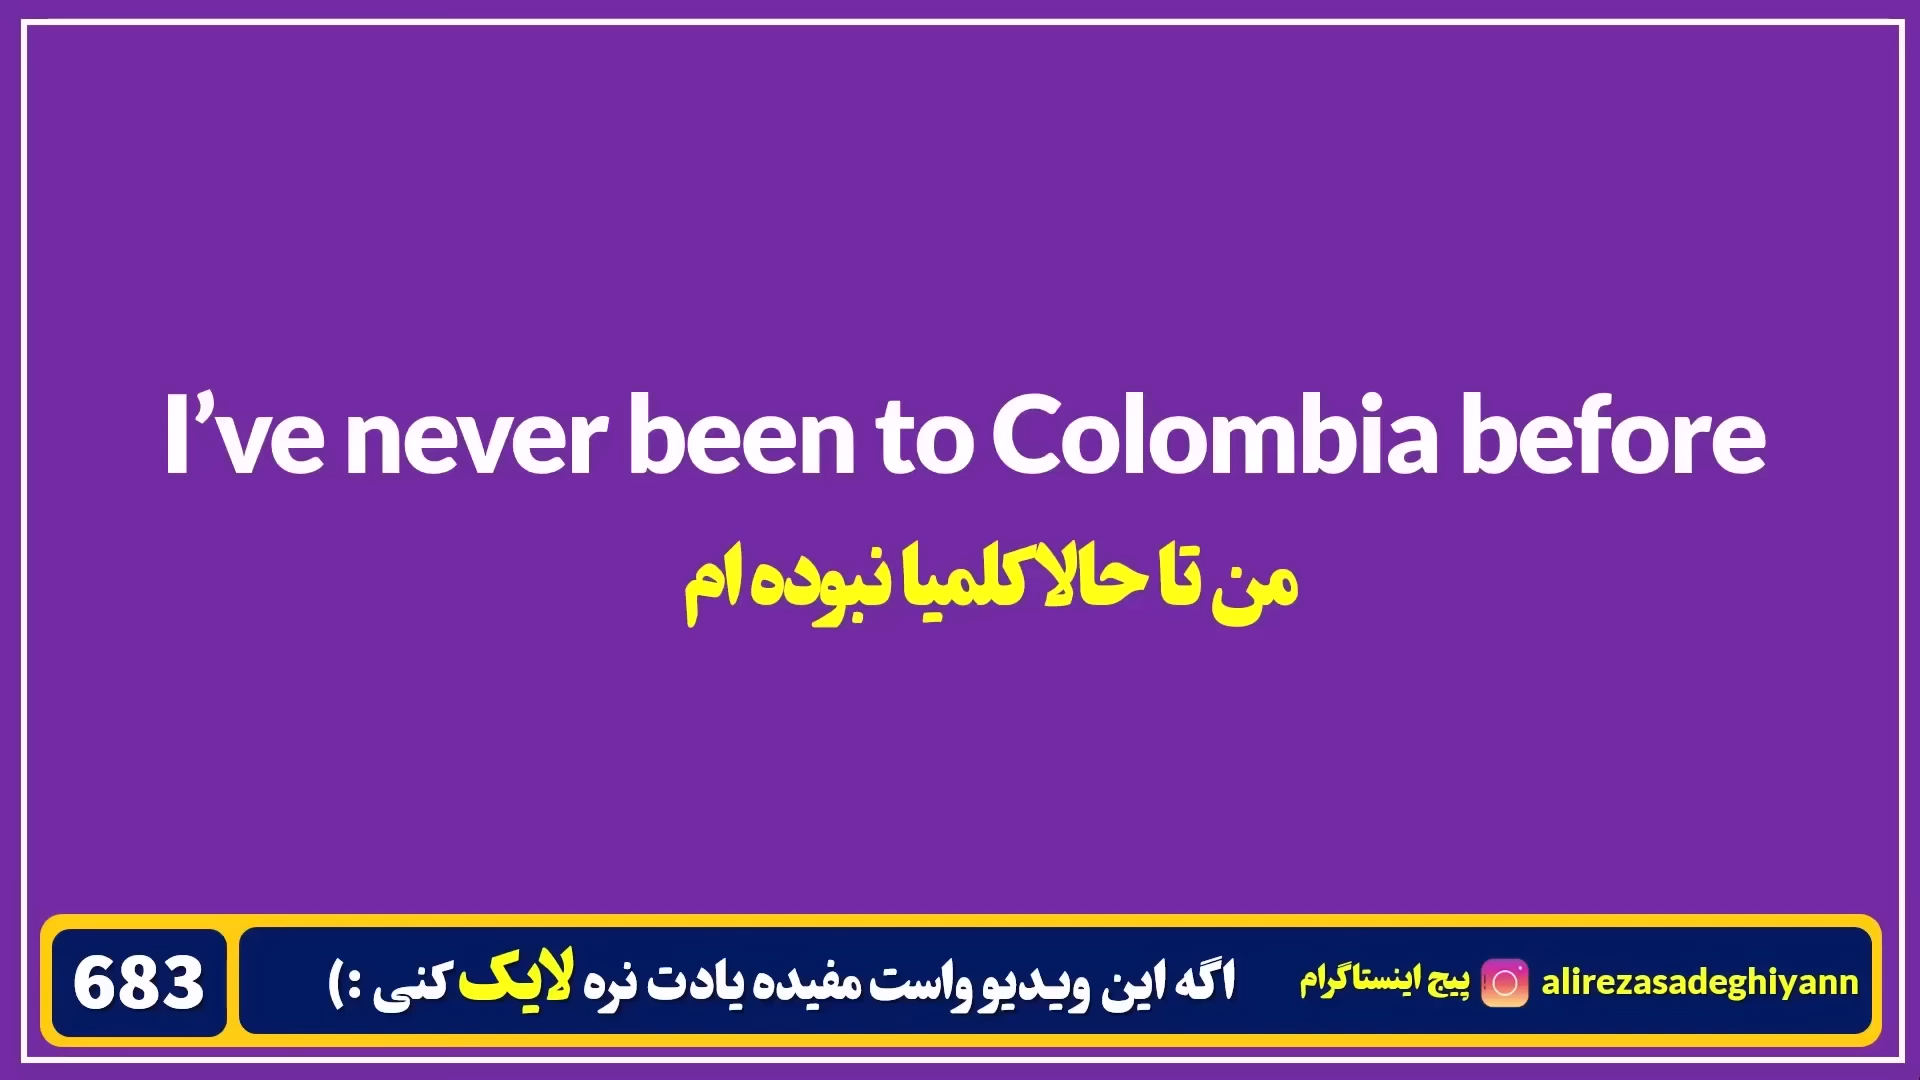 I’ve never been to Colombia before
من تا حالا کلمیا نبوده ام
683
اگه این ویدیو واست مفیده یادت نره لایک کنی :)
پیج اینستاگرام alirezasadeghiyann